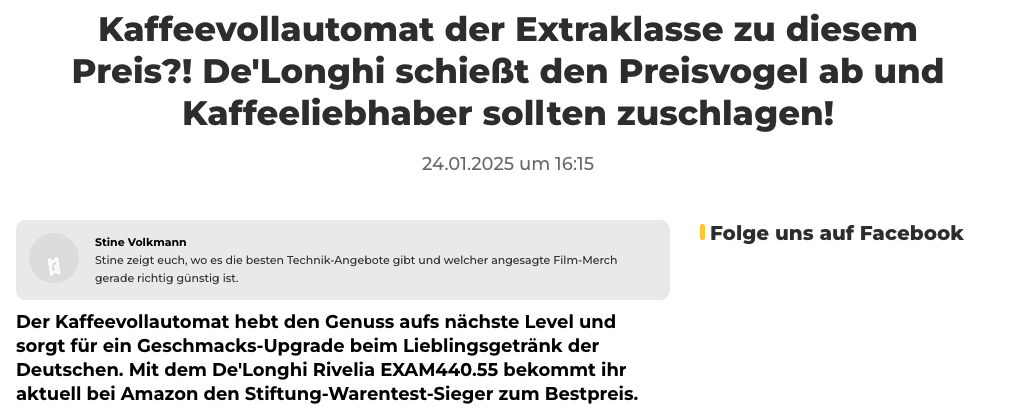 Kaffeevollautomat der Extraklasse zu diesem
Preis?! De'Longhi schießt den Preisvogel ab und
Kaffeeliebhaber sollten zuschlagen!
24.01.2025 um 16:15
Stine Volkmann
Stine zeigt euch, wo es die besten Technik-Angebote gibt und welcher angesagte Film-Merch
gerade richtig günstig ist.
Folge uns auf Facebook
Der Kaffeevollautomat hebt den Genuss aufs nächste Level und
sorgt für ein Geschmacks-Upgrade beim Lieblingsgetränk der
Deutschen. Mit dem De'Longhi Rivelia EXAM440.55 bekommt ihr
aktuell bei Amazon den Stiftung-Warentest-Sieger zum Bestpreis.